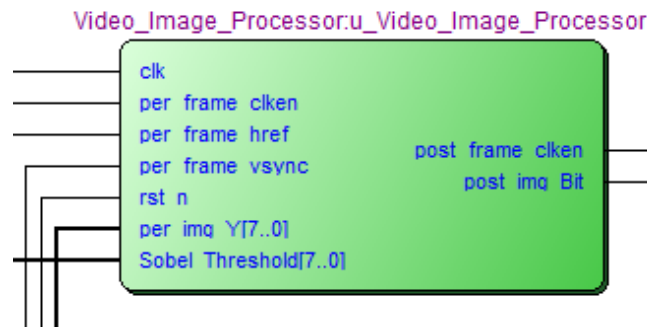 Video_Image_Processor:u_Video_Image_Processor
clk
per frame clken
per frame href
per frame vsync
rst n
per img Y[7..0]
Sobel Threshold[7..0]
post frame clken
post img Bit